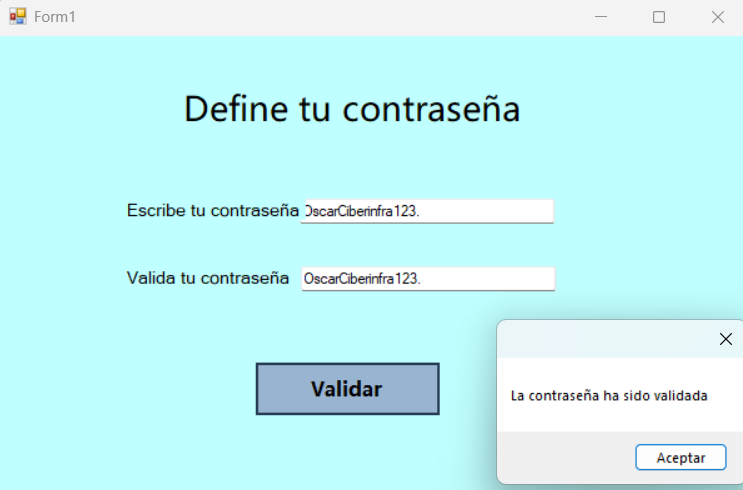 Form1
Define tu contraseña
Escribe tu contraseña OscarCiberinfra123.
Valida tu contraseña OscarCiberinfra123.
Validar
La contraseña ha sido validada
Aceptar